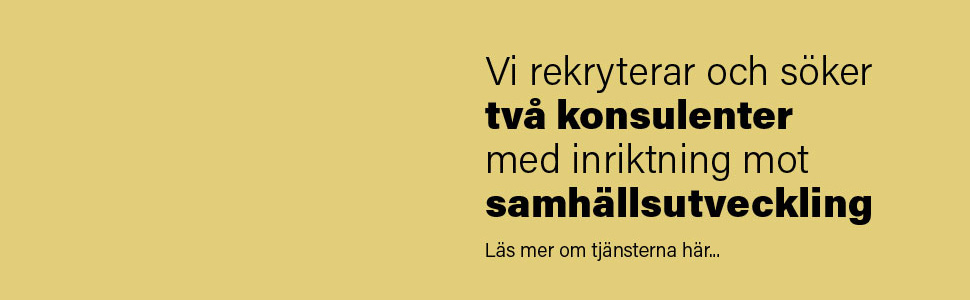 Vi rekryterar och söker
två konsulenter
med inriktning mot
samhällsutveckling
Läs mer om tjänsterna här...